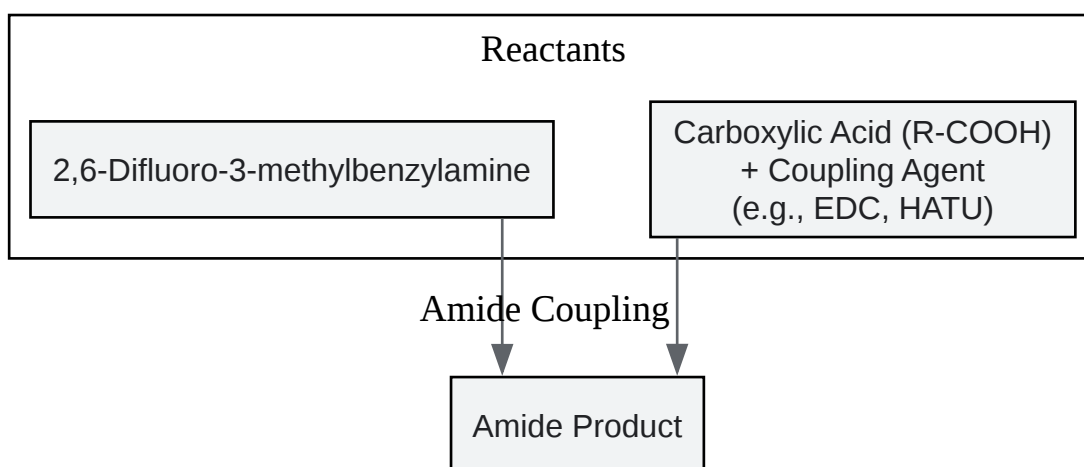 Reactants
2,6-Difluoro-3-methylbenzylamine
Carboxylic Acid (R-COOH)
+ Coupling Agent
(e.g., EDC, HATU)
Amide Coupling
Amide Product